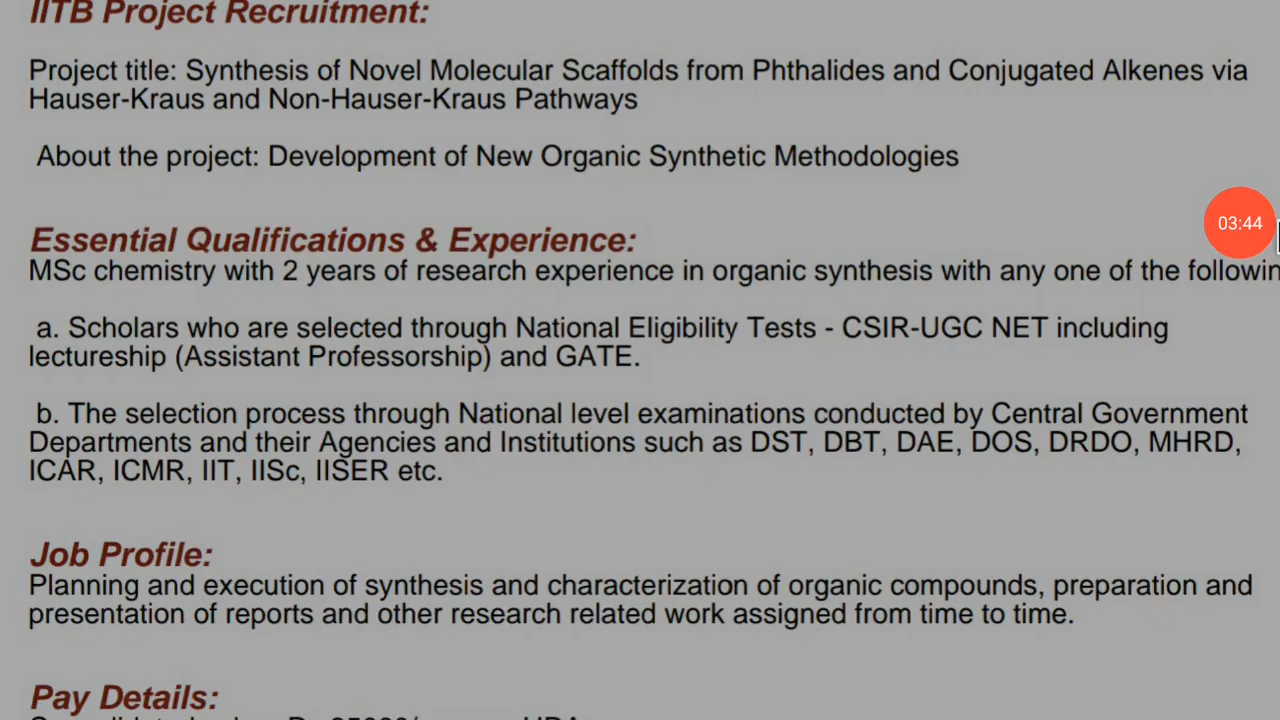 IITB Project Recruitment:
Project title: Synthesis of Novel Molecular Scaffolds from Phthalides and Conjugated Alkenes via
Hauser-Kraus and Non-Hauser-Kraus Pathways
About the project: Development of New Organic Synthetic Methodologies
03:44
Essential Qualifications & Experience:
MSc chemistry with 2 years of research experience in organic synthesis with any one of the followin
a. Scholars who are selected through National Eligibility Tests - CSIR-UGC NET including
lectureship (Assistant Professorship) and GATE.
b. The selection process through National level examinations conducted by Central Government
Departments and their Agencies and Institutions such as DST, DBT, DAE, DOS, DRDO, MHRD,
ICAR, ICMR, IIT, IISc, IISER etc.
Job Profile:
Planning and execution of synthesis and characterization of organic compounds, preparation and
presentation of reports and other research related work assigned from time to time.
Pay Details: